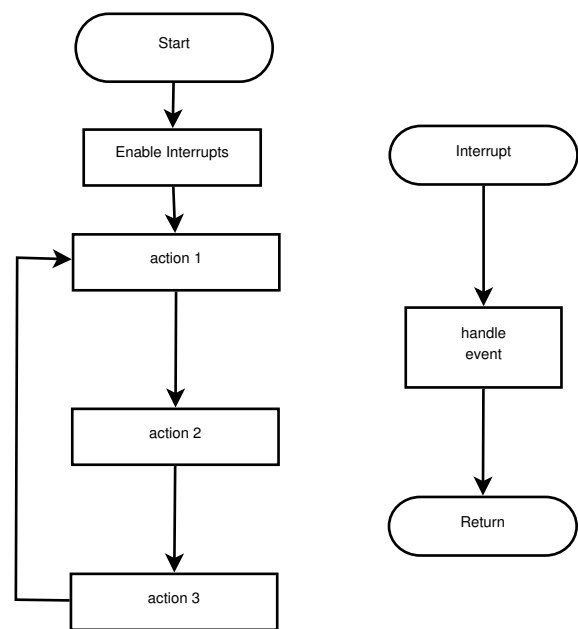 Start
Enable Interrupts
action 1
action 2
action 3
Interrupt
handle
event
Return